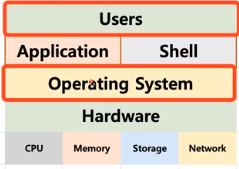 Users
Application Shell
Operating System
Hardware
CPU Memory Storage Network